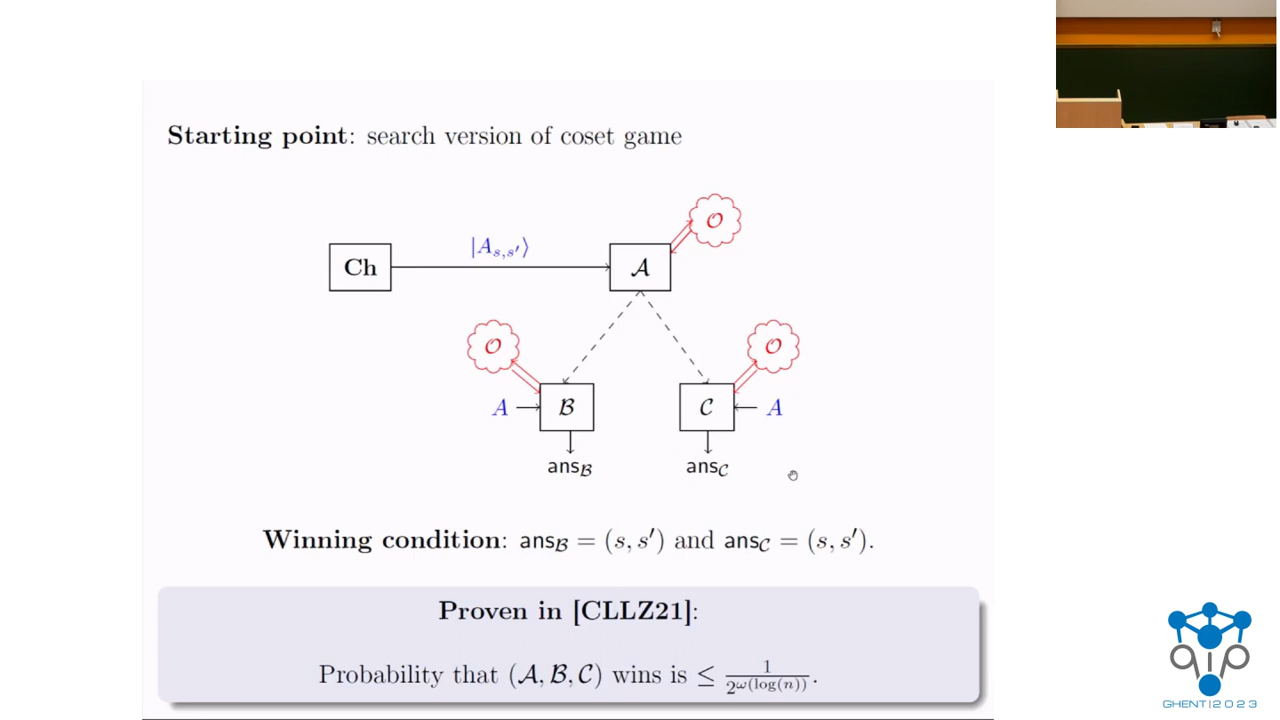 Starting point: search version of coset game
𝒪
|A_{s,s′}⟩
Ch
𝒜
𝒪
𝒪
A
ℬ
𝒞
A
ans_ℬ
ans_𝒞
Winning condition: ans_ℬ = (s, s′) and ans_𝒞 = (s, s′).
Proven in [CLLZ21]:
Probability that (𝒜, ℬ, 𝒞) wins is ≤ 1/2^{ω(log(n))}.
qip
GHENT|2023